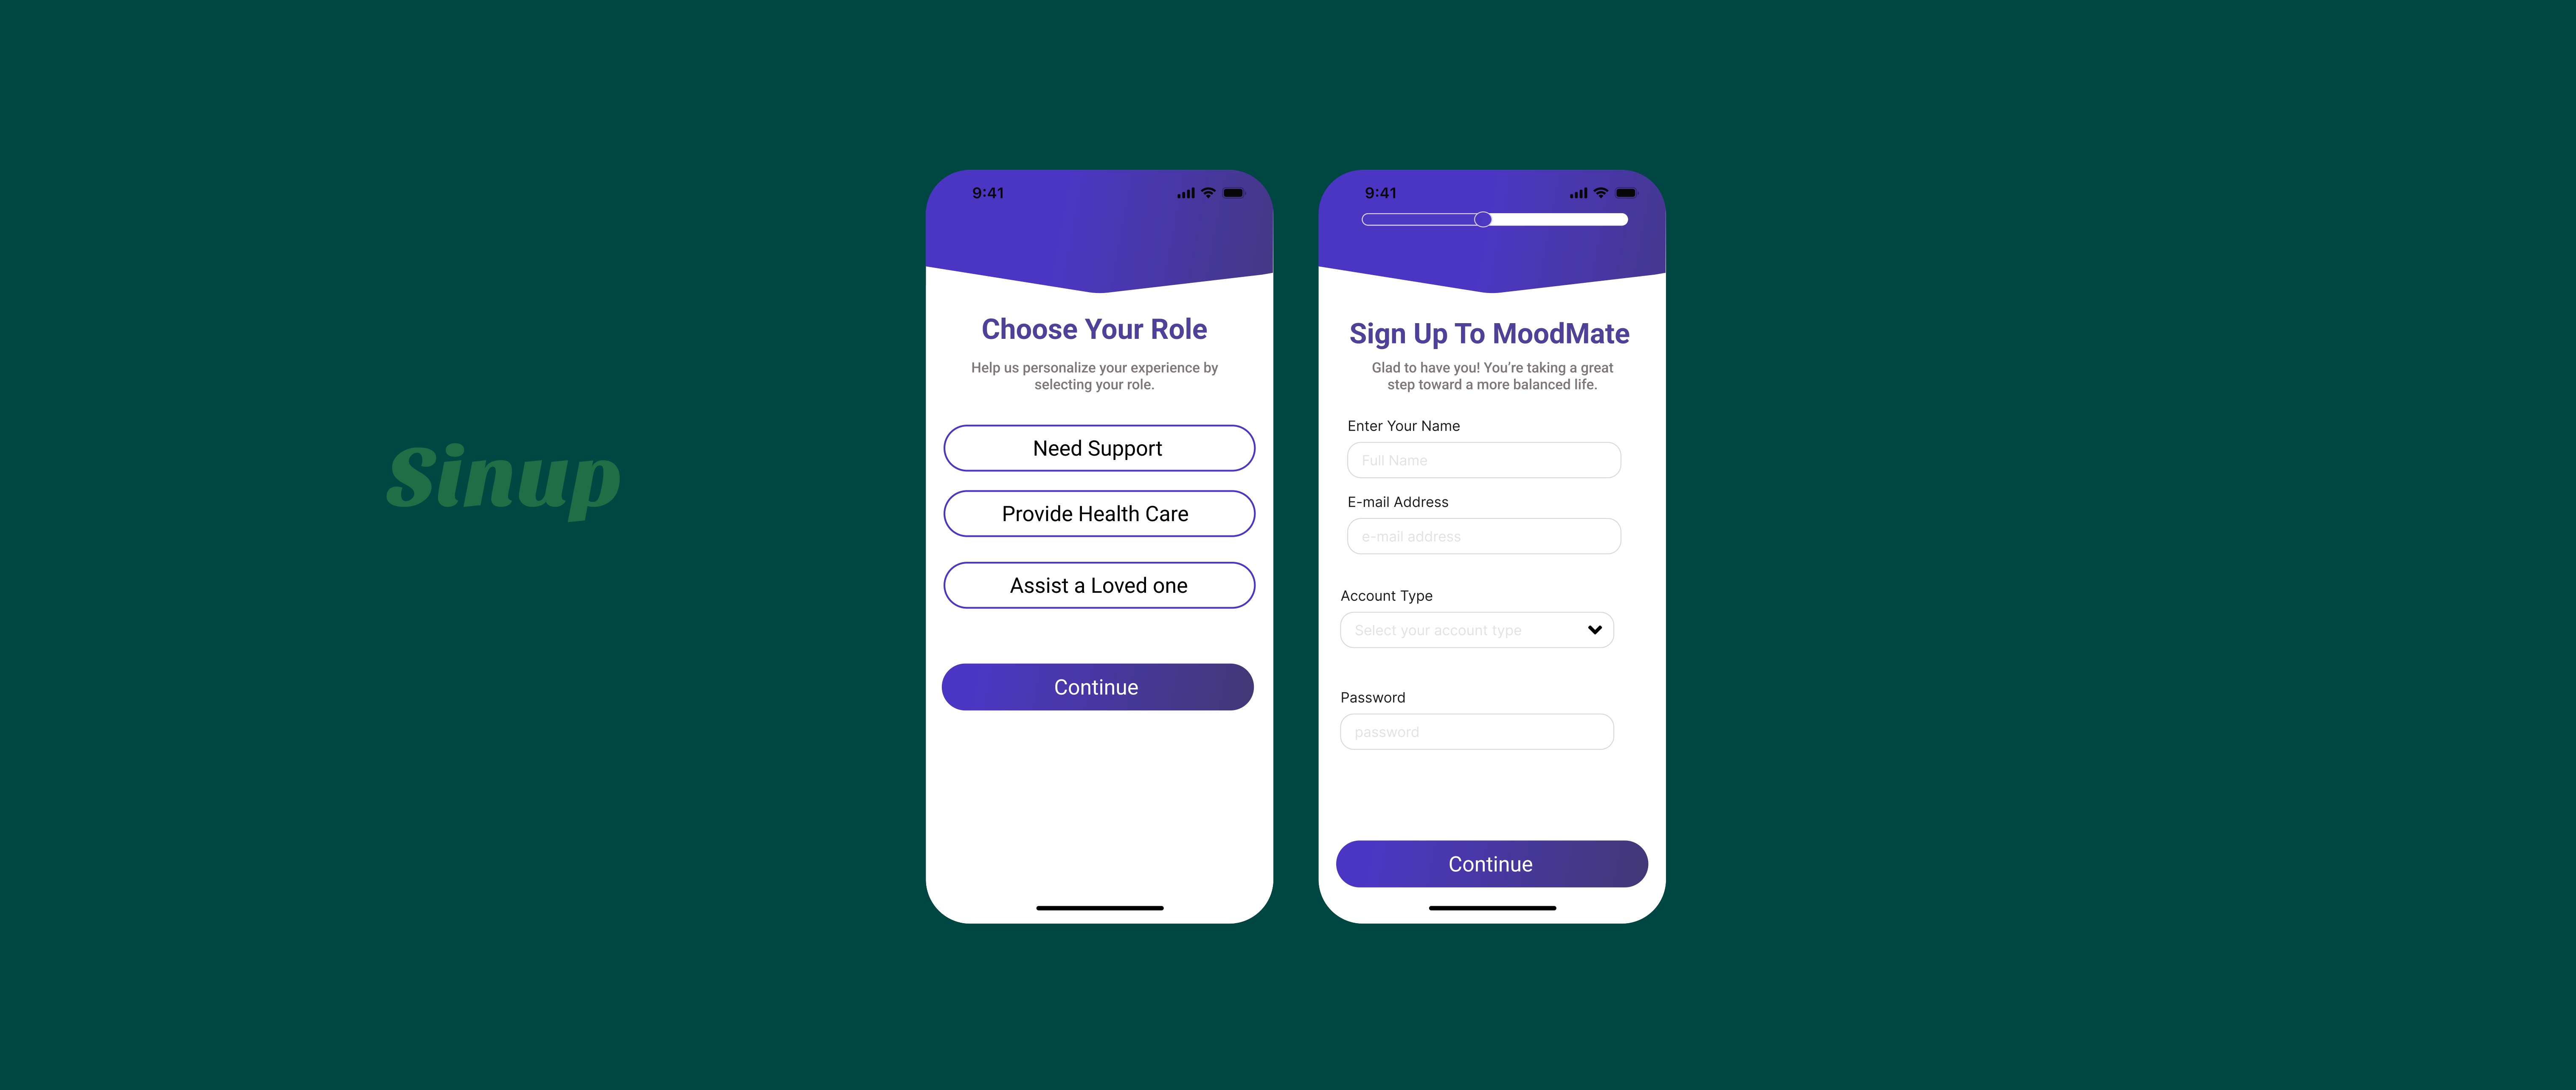 Sinup
9:41
Choose Your Role
Help us personalize your experience by
selecting your role.
Need Support
Provide Health Care
Assist a Loved one
Continue
9:41
Sign Up To MoodMate
Glad to have you! You're taking a great
step toward a more balanced life.
Enter Your Name
Full Name
E-mail Address
e-mail address
Account Type
Select your account type
Password
password
Continue